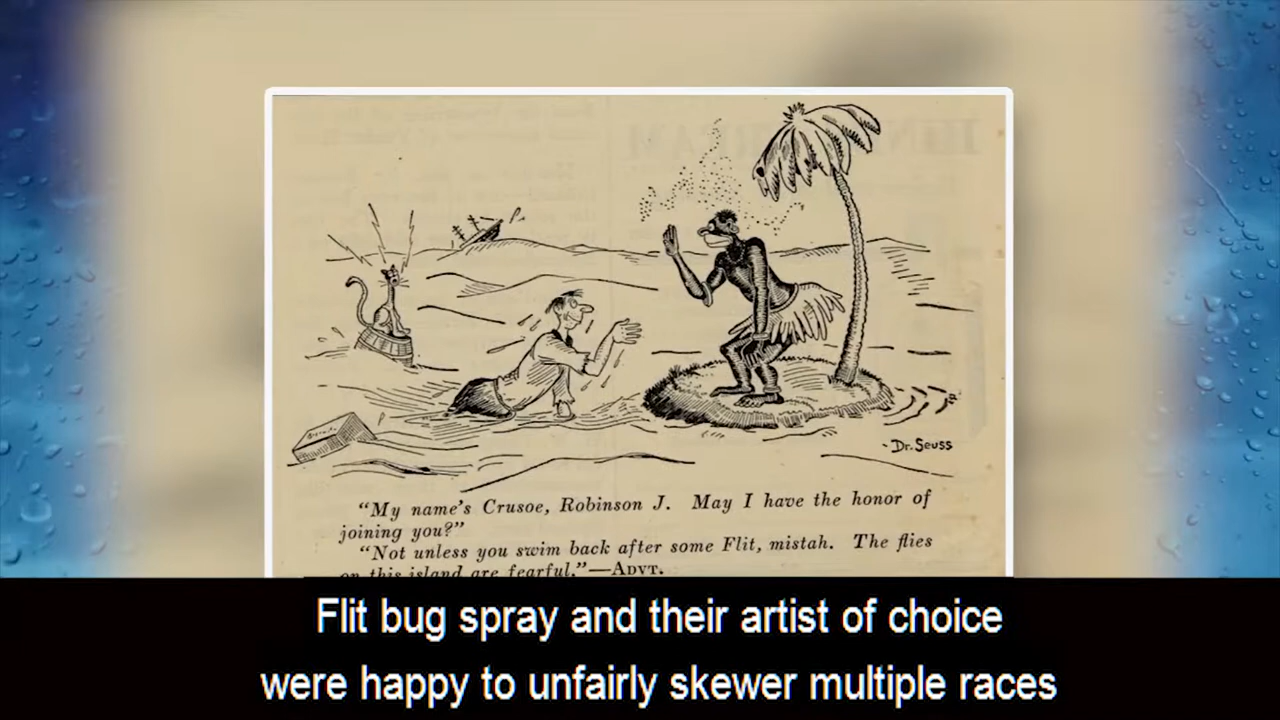 - Dr. Seuss
"My name's Crusoe, Robinson J. May I have the honor of
joining you?"
"Not unless you swim back after some Flit, mistah. The flies
on this island are fearful."—ADVT.
Flit bug spray and their artist of choice
were happy to unfairly skewer multiple races